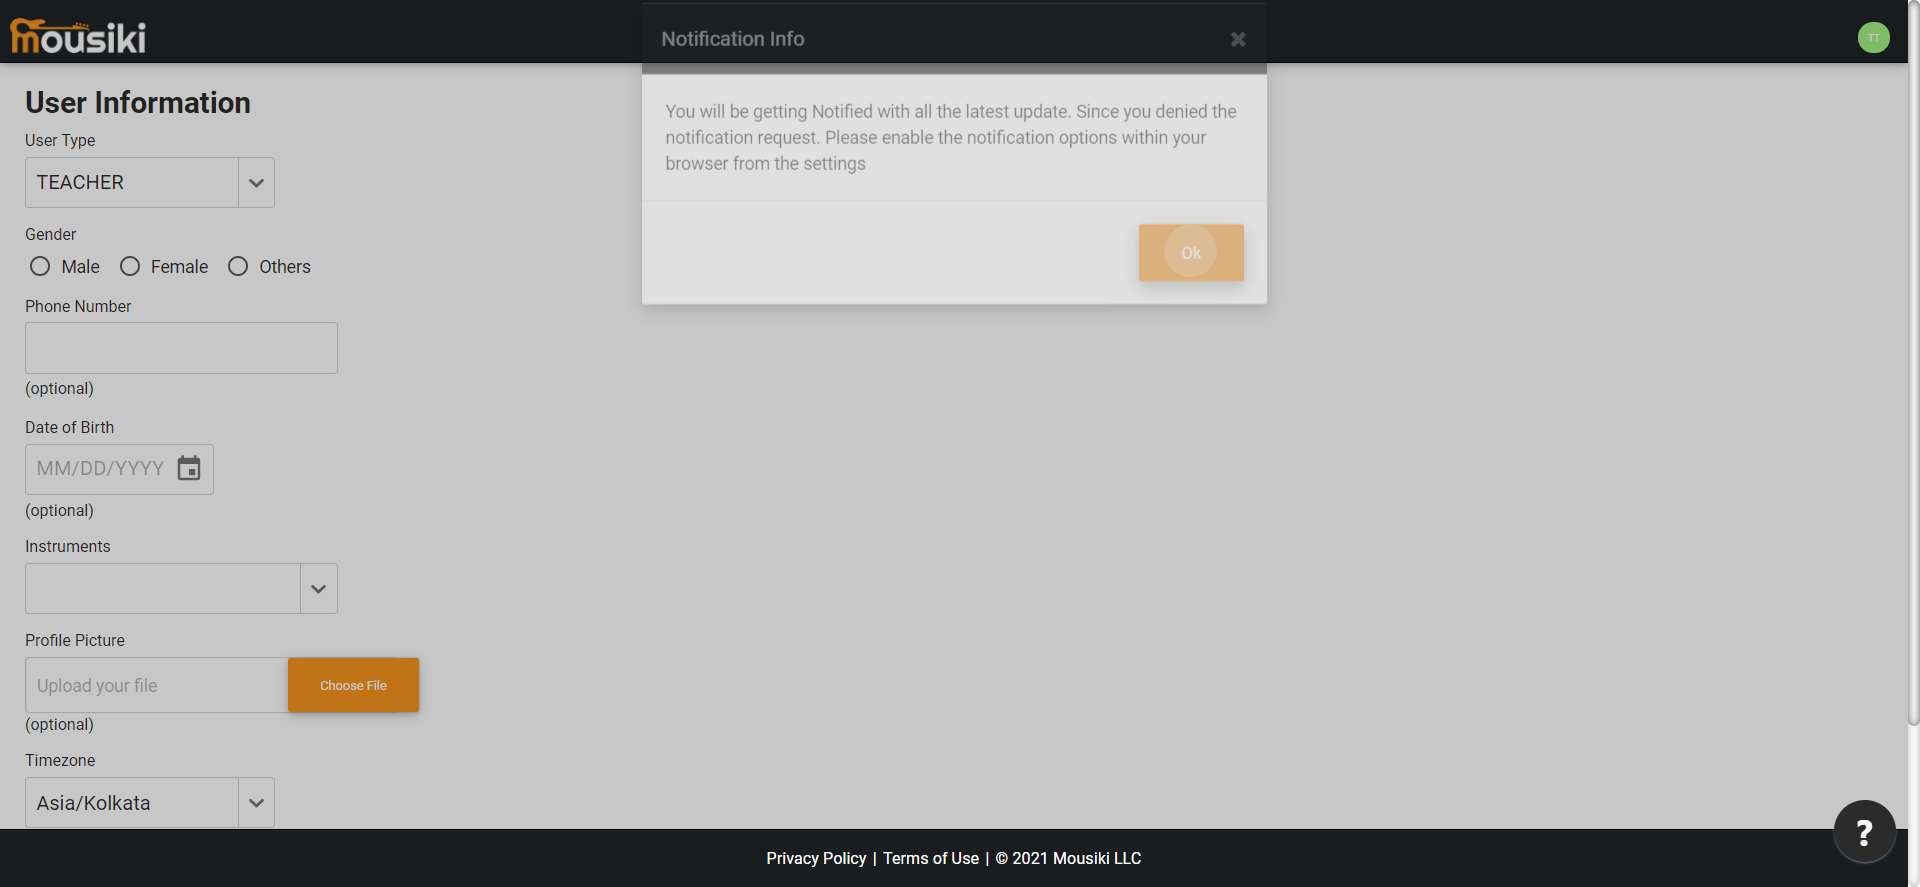 mousiki
Notification Info
TT
You will be getting Notified with all the latest update. Since you denied the
notification request. Please enable the notification options within your
browser from the settings
Ok
User Information
User Type
TEACHER
Gender
Male Female Others
Phone Number
(optional)
Date of Birth
MM/DD/YYYY
(optional)
Instruments
Profile Picture
Upload your file Choose File
(optional)
Timezone
Asia/Kolkata
?
Privacy Policy | Terms of Use | © 2021 Mousiki LLC